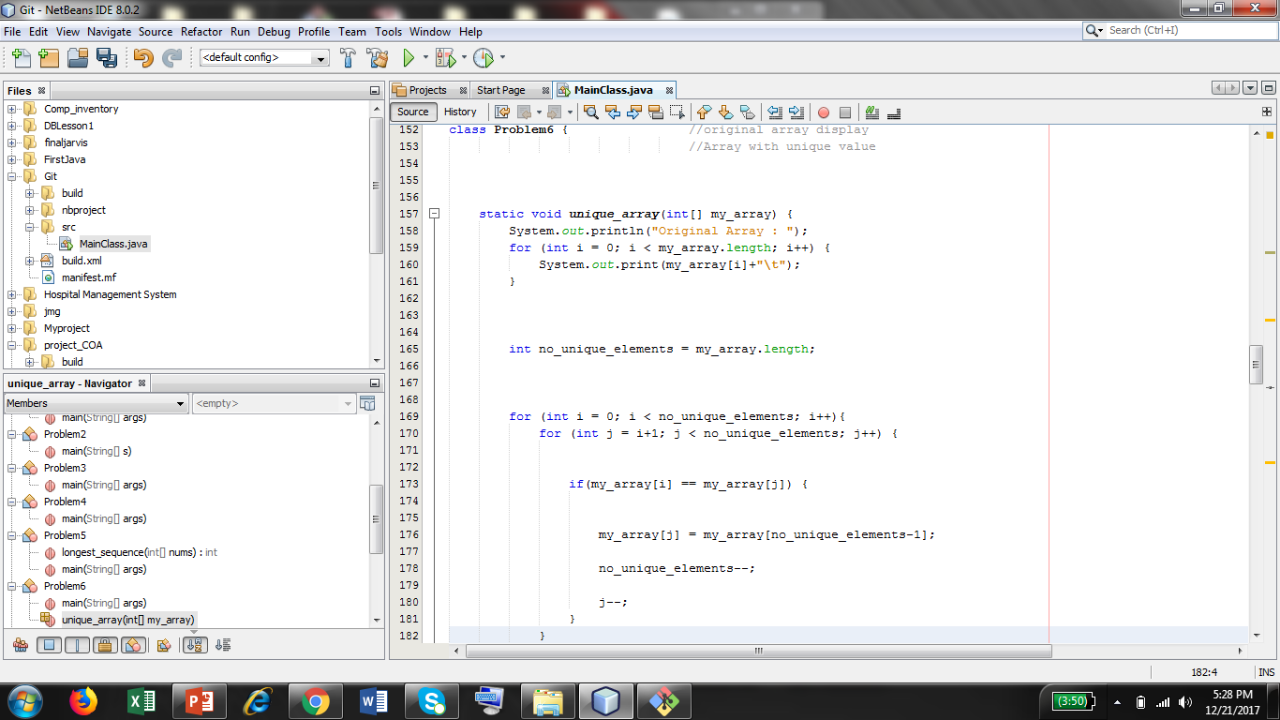 Git - NetBeans IDE 8.0.2
File Edit View Navigate Source Refactor Run Debug Profile Team Tools Window Help
Search (Ctrl+I)
<default config>
Files
Comp_inventory
DBLesson1
finaljarvis
FirstJava
Git
build
nbproject
src
MainClass.java
build.xml
manifest.mf
Hospital Management System
jmg
Myproject
project_COA
build
unique_array - Navigator
Members
<empty>
main(String[] args)
Problem2
main(String[] s)
Problem3
main(String[] args)
Problem4
main(String[] args)
Problem5
longest_sequence(int[] nums) : int
main(String[] args)
Problem6
main(String[] args)
unique_array(int[] my_array)
Projects Start Page MainClass.java
Source History
152 class Problem6 { //original array display
153 //Array with unique value
154
155
156
157 static void unique_array(int[] my_array) {
158 System.out.println("Original Array : ");
159 for (int i = 0; i < my_array.length; i++) {
160 System.out.print(my_array[i]+"\t");
161 }
162
163
164
165 int no_unique_elements = my_array.length;
166
167
168
169 for (int i = 0; i < no_unique_elements; i++){
170 for (int j = i+1; j < no_unique_elements; j++) {
171
172
173 if(my_array[i] == my_array[j]) {
174
175
176 my_array[j] = my_array[no_unique_elements-1];
177
178 no_unique_elements--;
179
180 j--;
181 }
182 }
182:4 INS
(3:50)
5:28 PM
12/21/2017